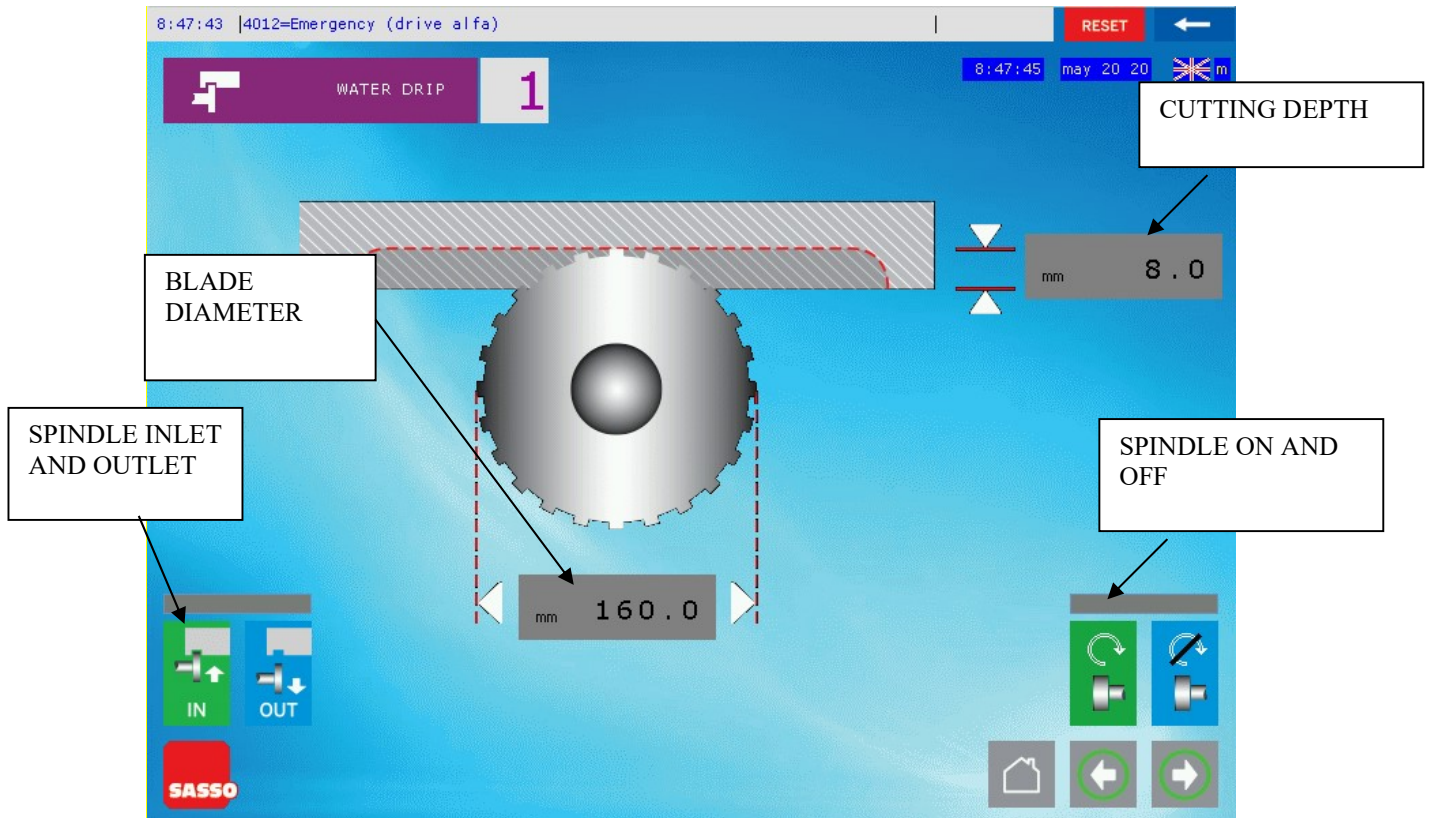 8:47:43 |4012=Emergency (drive alfa)
RESET
WATER DRIP
1
8:47:45 may 20 20 m
CUTTING DEPTH
mm 8.0
BLADE
DIAMETER
SPINDLE INLET
AND OUTLET
SPINDLE ON AND
OFF
mm 160.0
IN
OUT
SASSO